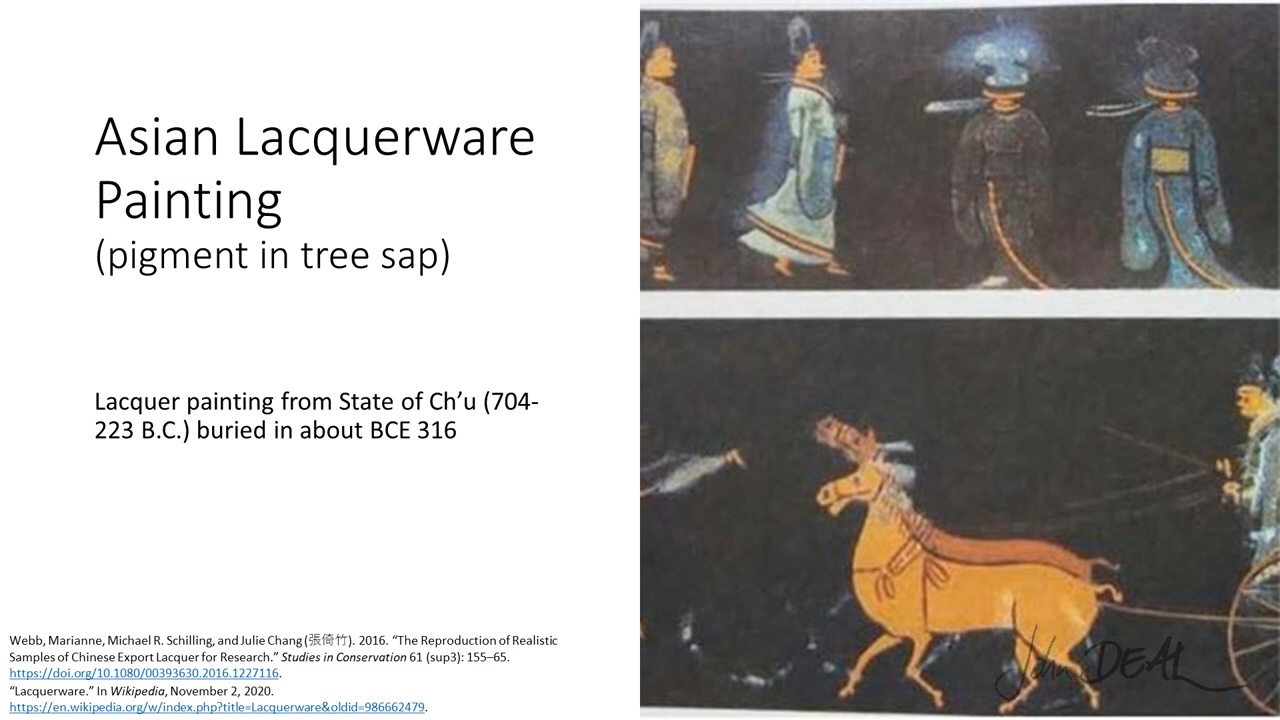 Asian Lacquerware
Painting
(pigment in tree sap)
Lacquer painting from State of Ch’u (704-
223 B.C.) buried in about BCE 316
Webb, Marianne, Michael R. Schilling, and Julie Chang (張倚竹). 2016. “The Reproduction of Realistic
Samples of Chinese Export Lacquer for Research.” Studies in Conservation 61 (sup3): 155–65.
https://doi.org/10.1080/00393630.2016.1227116.
“Lacquerware.” In Wikipedia, November 2, 2020.
https://en.wikipedia.org/w/index.php?title=Lacquerware&oldid=986662479.
John DEAL